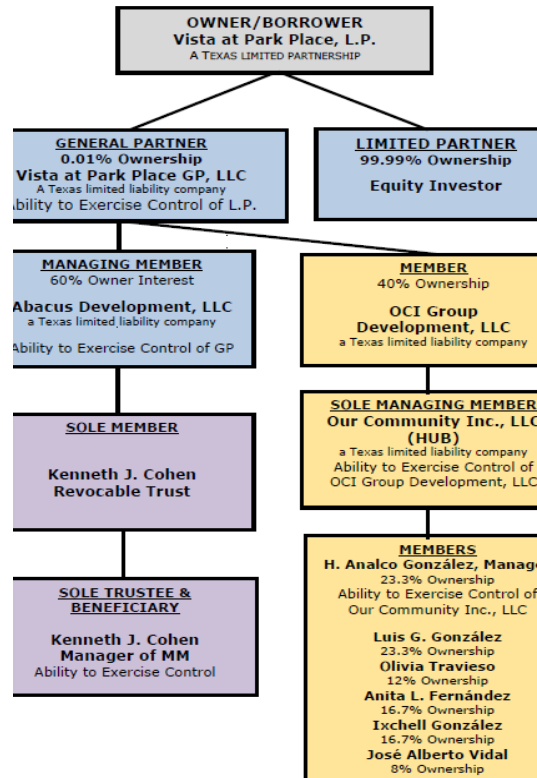 OWNER/BORROWER
Vista at Park Place, L.P.
A TEXAS LIMITED PARTNERSHIP
GENERAL PARTNER
0.01% Ownership
Vista at Park Place GP, LLC
A Texas limited liability company
bility to Exercise Control of L.P.
LIMITED PARTNER
99.99% Ownership
Equity Investor
MANAGING MEMBER
60% Owner Interest
Abacus Development, LLC
a Texas limited liability company
Ability to Exercise Control of GP
MEMBER
40% Ownership
OCI Group
Development, LLC
a Texas limited liability company
SOLE MEMBER
Kenneth J. Cohen
Revocable Trust
SOLE MANAGING MEMBER
Our Community Inc., LLC
(HUB)
a Texas limited liability company
Ability to Exercise Control of
OCI Group Development, LLC
SOLE TRUSTEE &
BENEFICIARY
Kenneth J. Cohen
Manager of MM
Ability to Exercise Control
MEMBERS
H. Analco González, Manage
23.3% Ownership
Ability to Exercise Control of
Our Community Inc., LLC
Luis G. González
23.3% Ownership
Olivia Travieso
12% Ownership
Anita L. Fernández
16.7% Ownership
Ixchell González
16.7% Ownership
José Alberto Vidal
8% Ownership